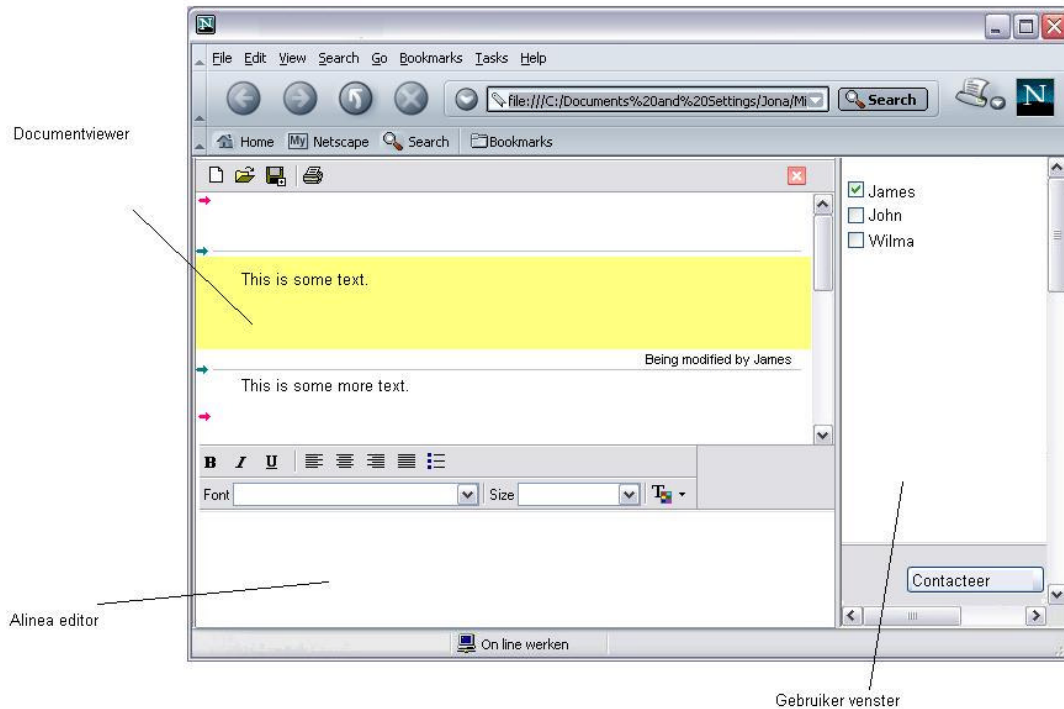 N
File Edit View Search Go Bookmarks Tasks Help
file:///C:/Documents%20and%20Settings/Jona/Mi
Search
N
Home My Netscape Search Bookmarks
Documentviewer
James
John
Wilma
This is some text.
Being modified by James
This is some more text.
B I U
Font
Size
T
Contacteer
Alinea editor
On line werken
Gebruiker venster